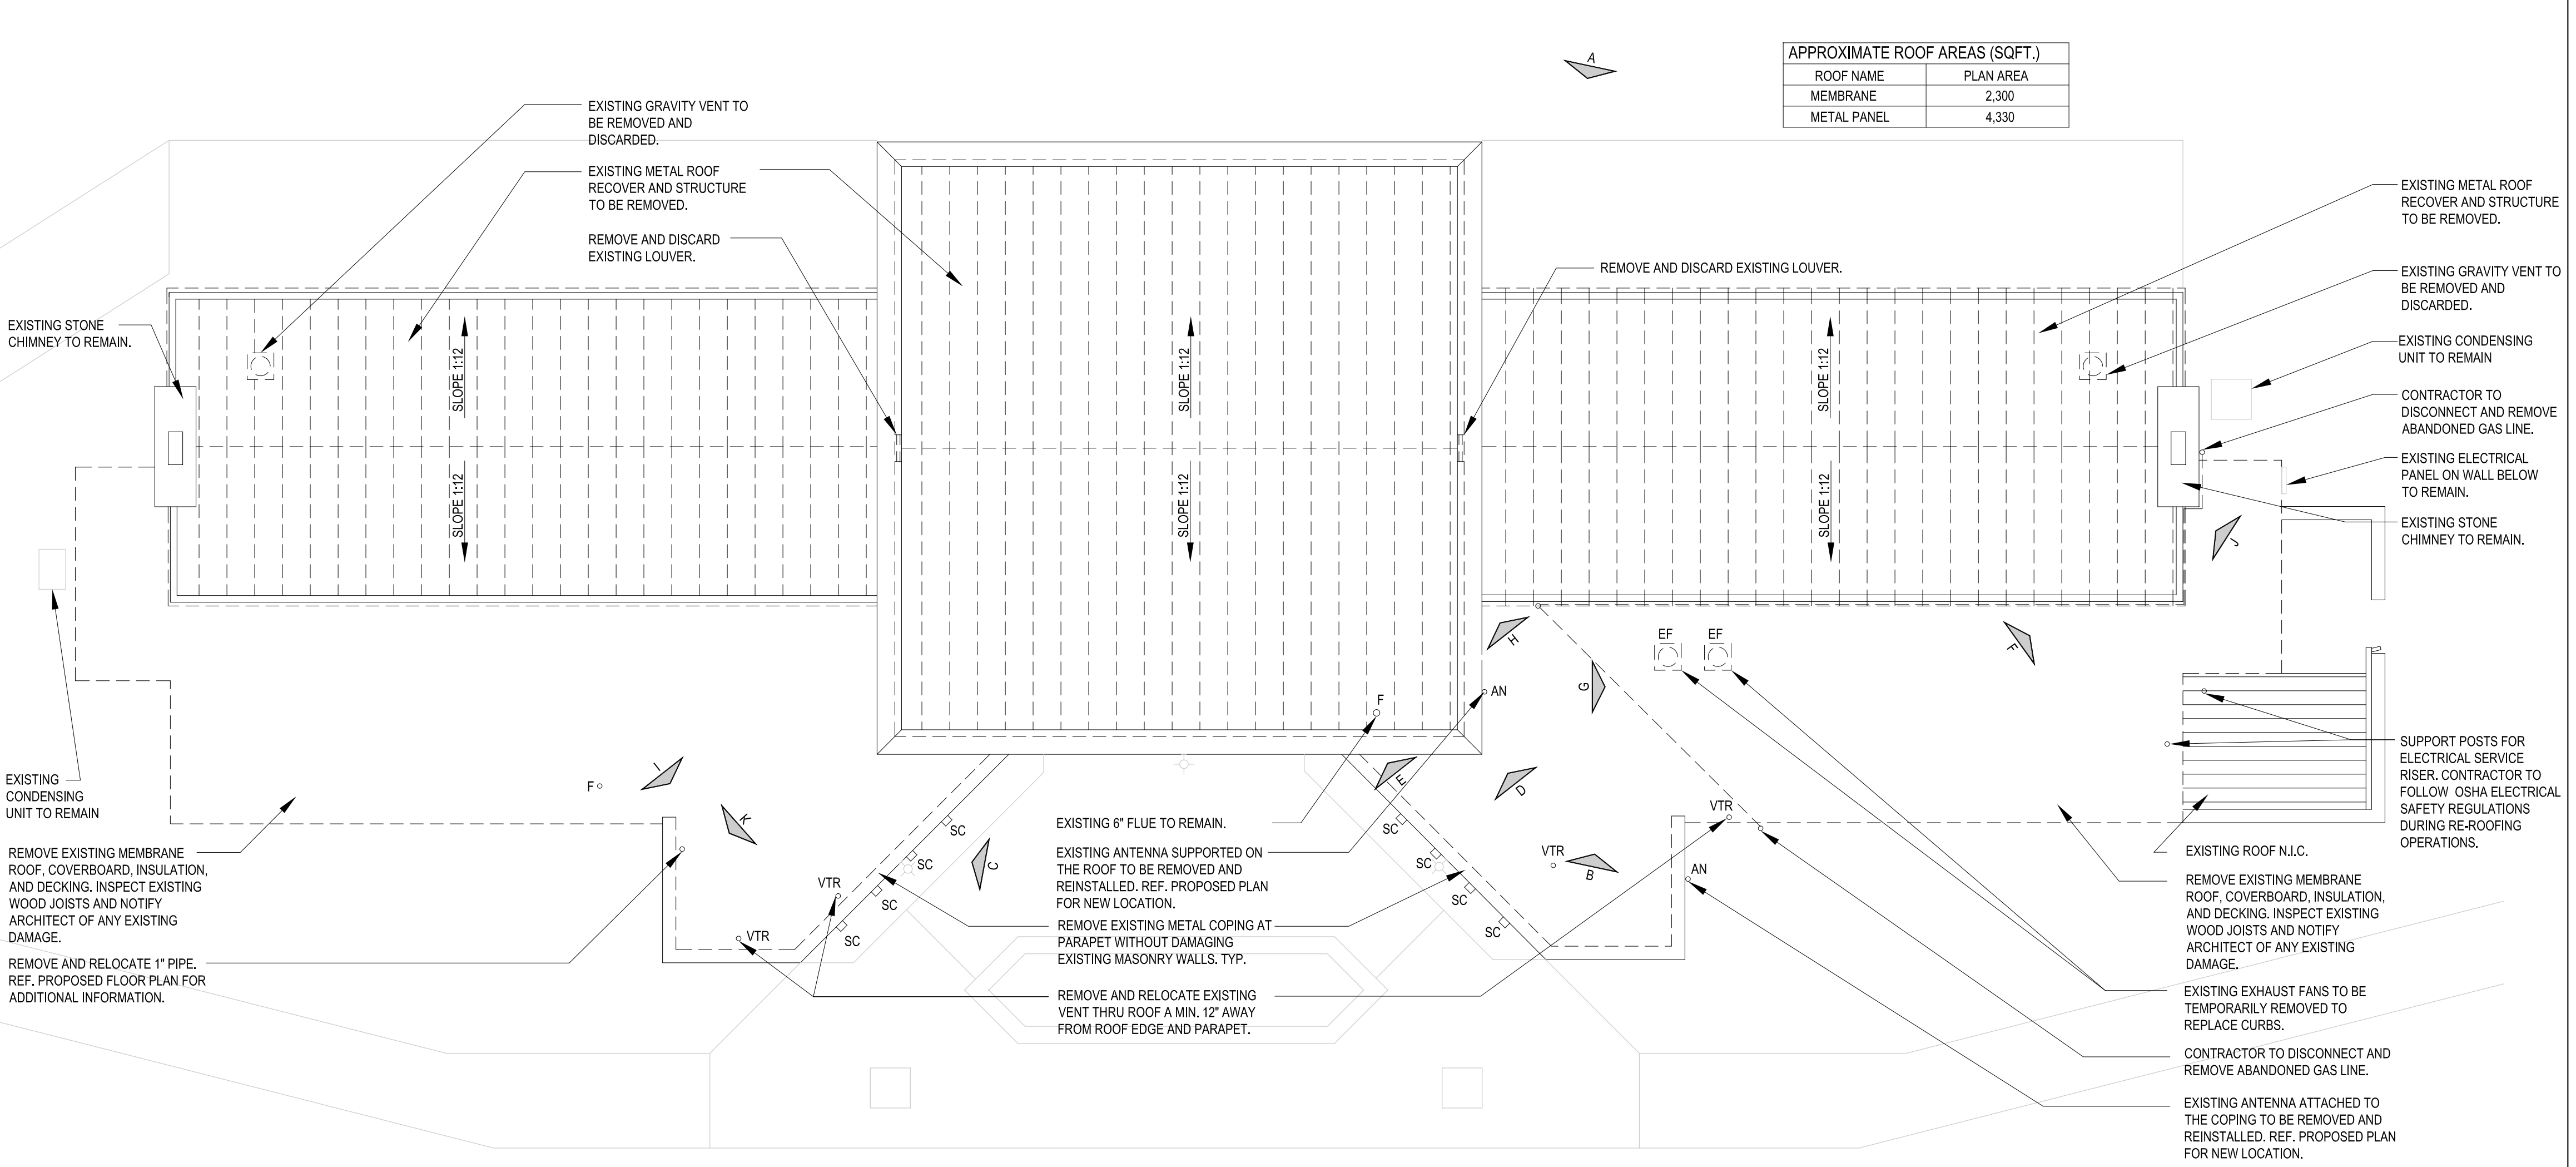 APPROXIMATE ROOF AREAS (SQFT.)
ROOF NAME PLAN AREA
MEMBRANE 2,300
METAL PANEL 4,330
A
EXISTING GRAVITY VENT TO
BE REMOVED AND
DISCARDED.
EXISTING METAL ROOF
RECOVER AND STRUCTURE
TO BE REMOVED.
REMOVE AND DISCARD
EXISTING LOUVER.
REMOVE AND DISCARD EXISTING LOUVER.
EXISTING METAL ROOF
RECOVER AND STRUCTURE
TO BE REMOVED.
EXISTING GRAVITY VENT TO
BE REMOVED AND
DISCARDED.
EXISTING CONDENSING
UNIT TO REMAIN
CONTRACTOR TO
DISCONNECT AND REMOVE
ABANDONED GAS LINE.
EXISTING ELECTRICAL
PANEL ON WALL BELOW
TO REMAIN.
EXISTING STONE
CHIMNEY TO REMAIN.
EXISTING STONE
CHIMNEY TO REMAIN.
SLOPE 1:12
SLOPE 1:12
SLOPE 1:12
SLOPE 1:12
SLOPE 1:12
SLOPE 1:12
J
H
G
F
EF
EF
AN
F
F
I
K
E
D
C
B
VTR
VTR
VTR
VTR
AN
SC
SC
SC
SC
SC
SC
SC
SC
EXISTING
CONDENSING
UNIT TO REMAIN
REMOVE EXISTING MEMBRANE
ROOF, COVERBOARD, INSULATION,
AND DECKING. INSPECT EXISTING
WOOD JOISTS AND NOTIFY
ARCHITECT OF ANY EXISTING
DAMAGE.
REMOVE AND RELOCATE 1" PIPE.
REF. PROPOSED FLOOR PLAN FOR
ADDITIONAL INFORMATION.
EXISTING 6" FLUE TO REMAIN.
EXISTING ANTENNA SUPPORTED ON
THE ROOF TO BE REMOVED AND
REINSTALLED. REF. PROPOSED PLAN
FOR NEW LOCATION.
REMOVE EXISTING METAL COPING AT
PARAPET WITHOUT DAMAGING
EXISTING MASONRY WALLS. TYP.
REMOVE AND RELOCATE EXISTING
VENT THRU ROOF A MIN. 12" AWAY
FROM ROOF EDGE AND PARAPET.
SUPPORT POSTS FOR
ELECTRICAL SERVICE
RISER. CONTRACTOR TO
FOLLOW OSHA ELECTRICAL
SAFETY REGULATIONS
DURING RE-ROOFING
OPERATIONS.
EXISTING ROOF N.I.C.
REMOVE EXISTING MEMBRANE
ROOF, COVERBOARD, INSULATION,
AND DECKING. INSPECT EXISTING
WOOD JOISTS AND NOTIFY
ARCHITECT OF ANY EXISTING
DAMAGE.
EXISTING EXHAUST FANS TO BE
TEMPORARILY REMOVED TO
REPLACE CURBS.
CONTRACTOR TO DISCONNECT AND
REMOVE ABANDONED GAS LINE.
EXISTING ANTENNA ATTACHED TO
THE COPING TO BE REMOVED AND
REINSTALLED. REF. PROPOSED PLAN
FOR NEW LOCATION.